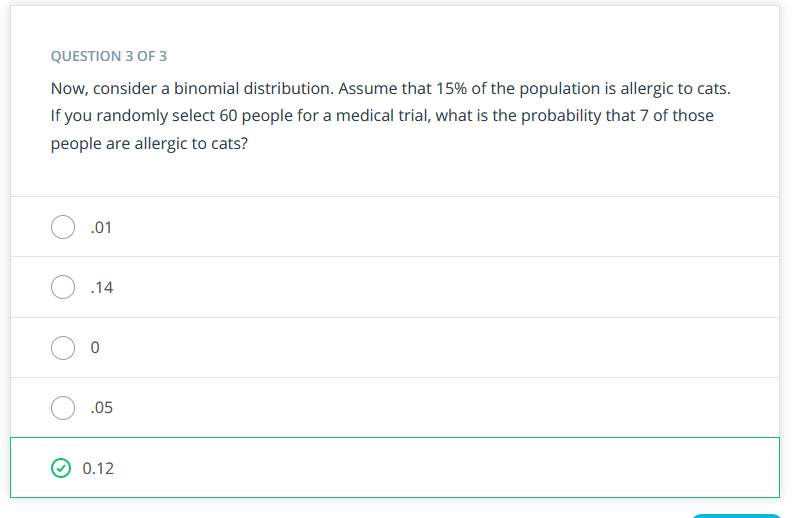 QUESTION 3 OF 3
Now, consider a binomial distribution. Assume that 15% of the population is allergic to cats.
If you randomly select 60 people for a medical trial, what is the probability that 7 of those
people are allergic to cats?
.01
.14
0
.05
0.12